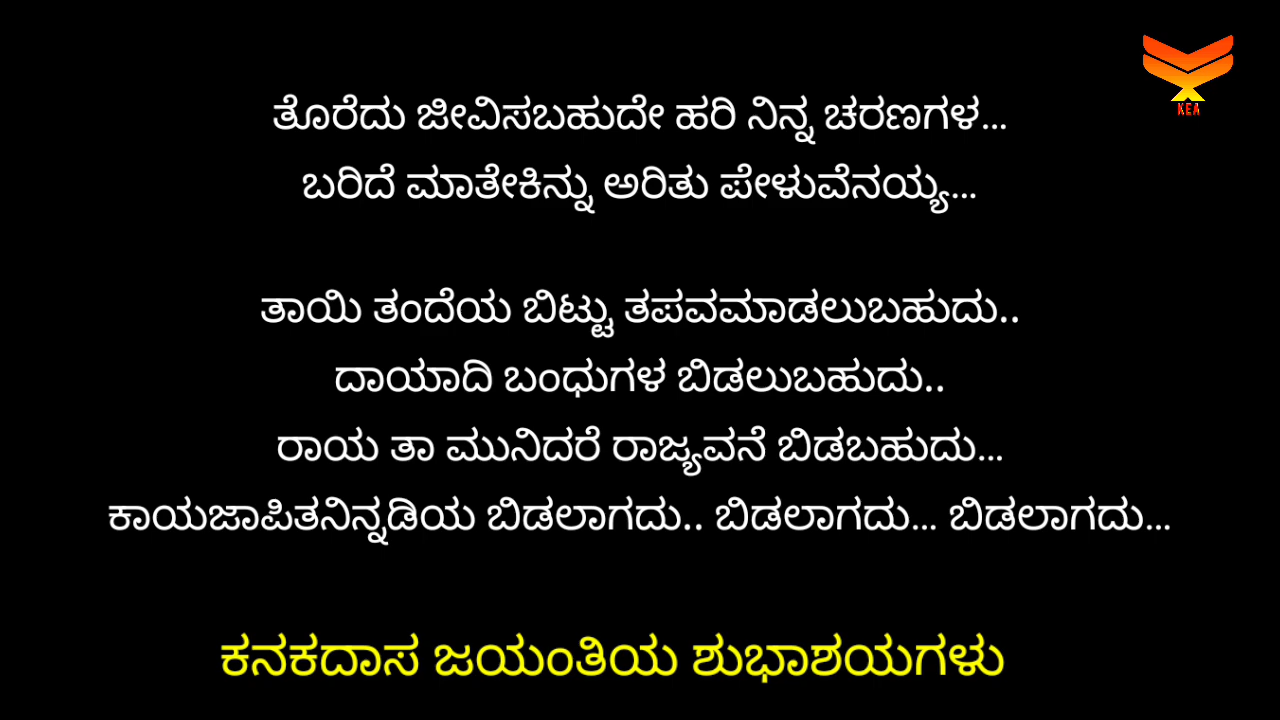 KEA
ತೊರೆದು ಜೀವಿಸಬಹುದೇ ಹರಿ ನಿನ್ನ ಚರಣಗಳ...
ಬರಿದೆ ಮಾತೇಕಿನ್ನು ಅರಿತು ಪೇಳುವೆನಯ್ಯ...
ತಾಯಿ ತಂದೆಯ ಬಿಟ್ಟು ತಪವಮಾಡಲುಬಹುದು..
ದಾಯಾದಿ ಬಂಧುಗಳ ಬಿಡಲುಬಹುದು..
ರಾಯ ತಾ ಮುನಿದರೆ ರಾಜ್ಯವನೆ ಬಿಡಬಹುದು...
ಕಾಯಜಾಪಿತನಿನ್ನಡಿಯ ಬಿಡಲಾಗದು.. ಬಿಡಲಾಗದು... ಬಿಡಲಾಗದು...
ಕನಕದಾಸ ಜಯಂತಿಯ ಶುಭಾಶಯಗಳು